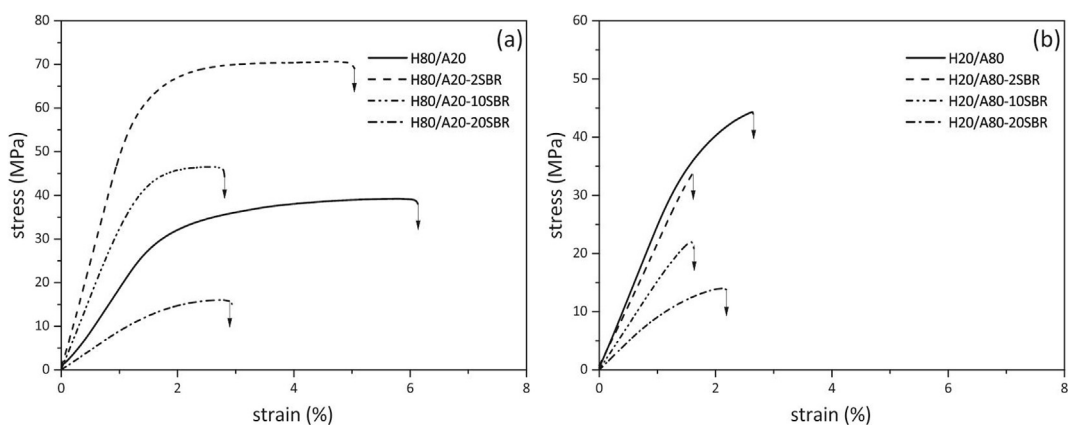 (a)
H80/A20
H80/A20-2SBR
H80/A20-10SBR
H80/A20-20SBR
80
70
60
50
40
30
20
10
0
stress (MPa)
0 2 4 6 8
strain (%)
(b)
H20/A80
H20/A80-2SBR
H20/A80-10SBR
H20/A80-20SBR
60
50
40
30
20
10
0
stress (MPa)
0 2 4 6 8
strain (%)